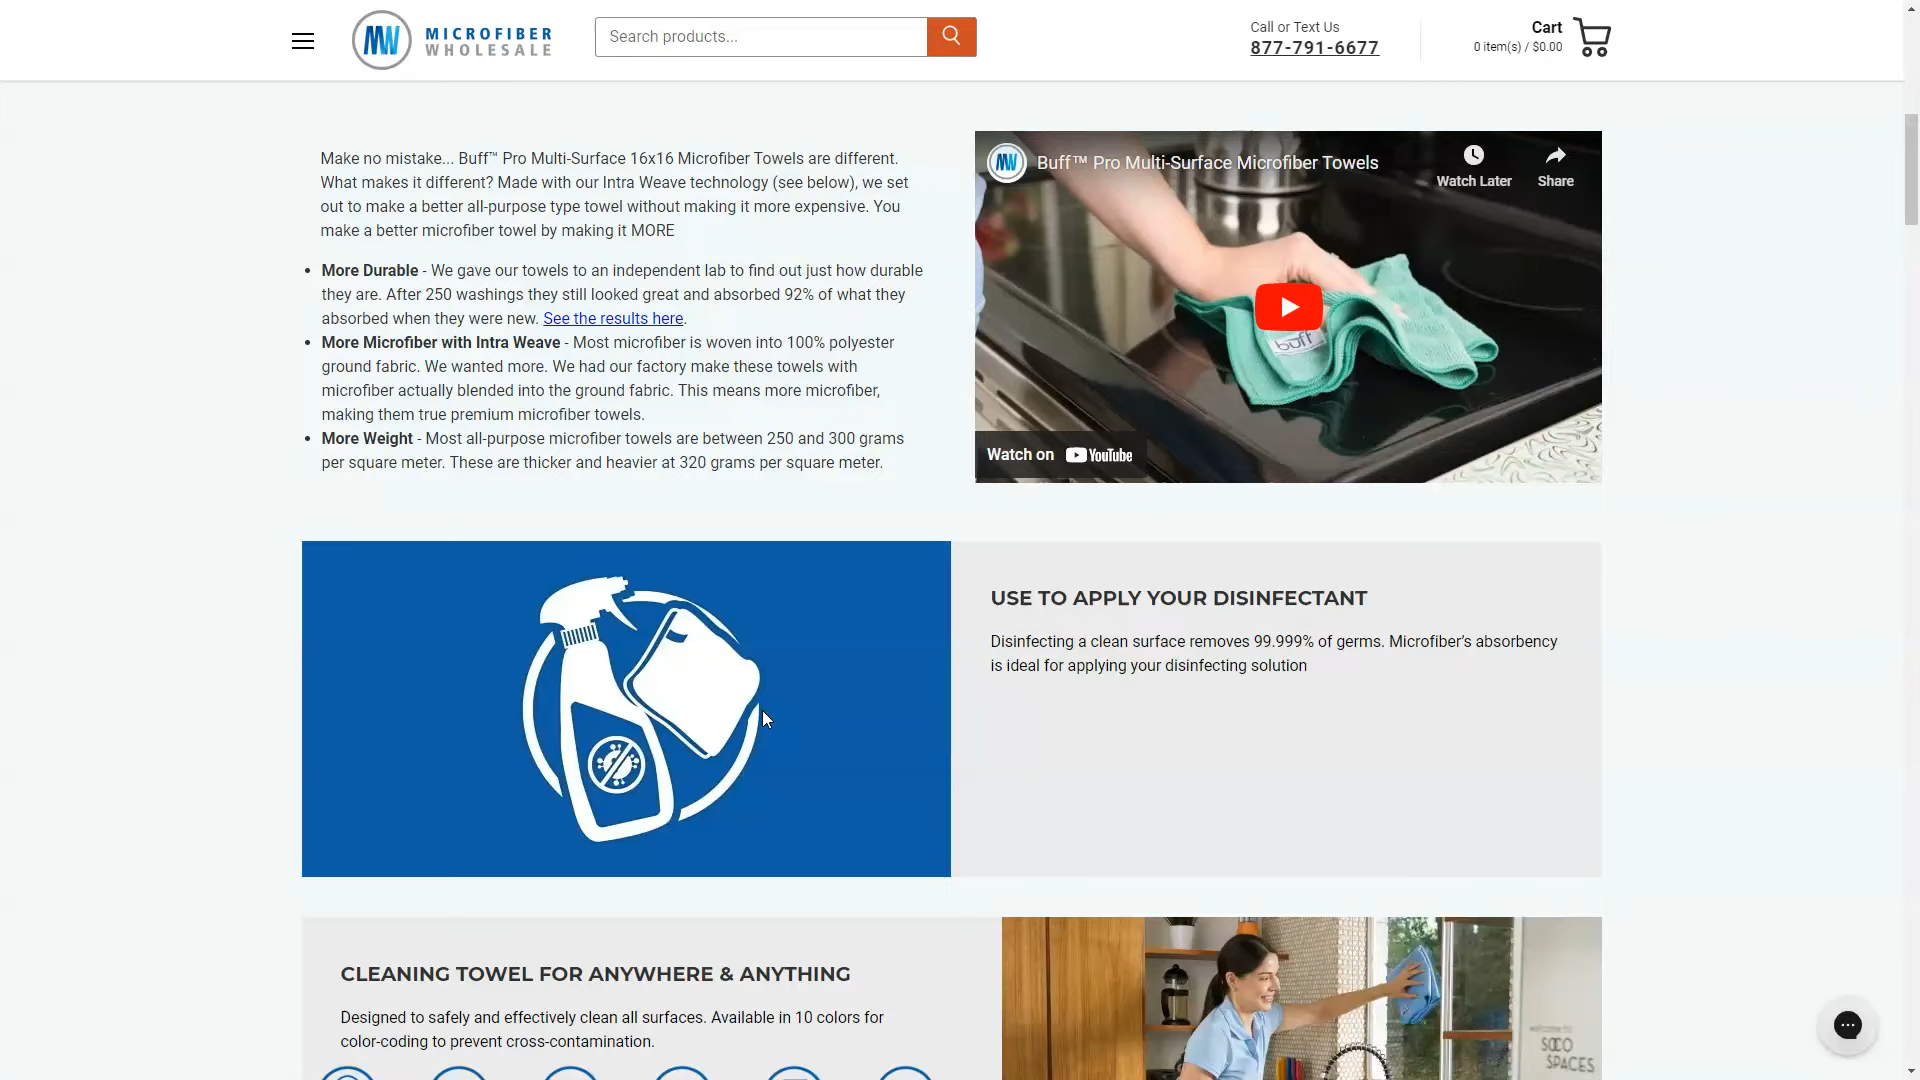 MICROFIBER
WHOLESALE
Search products...
Call or Text Us
877-791-6677
Cart
0 item(s) / $0.00
Make no mistake... Buff™ Pro Multi-Surface 16x16 Microfiber Towels are different.
What makes it different? Made with our Intra Weave technology (see below), we set
out to make a better all-purpose type towel without making it more expensive. You
make a better microfiber towel by making it MORE
• More Durable - We gave our towels to an independent lab to find out just how durable
they are. After 250 washings they still looked great and absorbed 92% of what they
absorbed when they were new. See the results here.
• More Microfiber with Intra Weave - Most microfiber is woven into 100% polyester
ground fabric. We wanted more. We had our factory make these towels with
microfiber actually blended into the ground fabric. This means more microfiber,
making them true premium microfiber towels.
• More Weight - Most all-purpose microfiber towels are between 250 and 300 grams
per square meter. These are thicker and heavier at 320 grams per square meter.
MW
Buff™ Pro Multi-Surface Microfiber Towels
Watch Later
Share
buff
Watch on YouTube
USE TO APPLY YOUR DISINFECTANT
Disinfecting a clean surface removes 99.999% of germs. Microfiber’s absorbency
is ideal for applying your disinfecting solution
CLEANING TOWEL FOR ANYWHERE & ANYTHING
Designed to safely and effectively clean all surfaces. Available in 10 colors for
color-coding to prevent cross-contamination.
welcome to
SOCO
SPACES